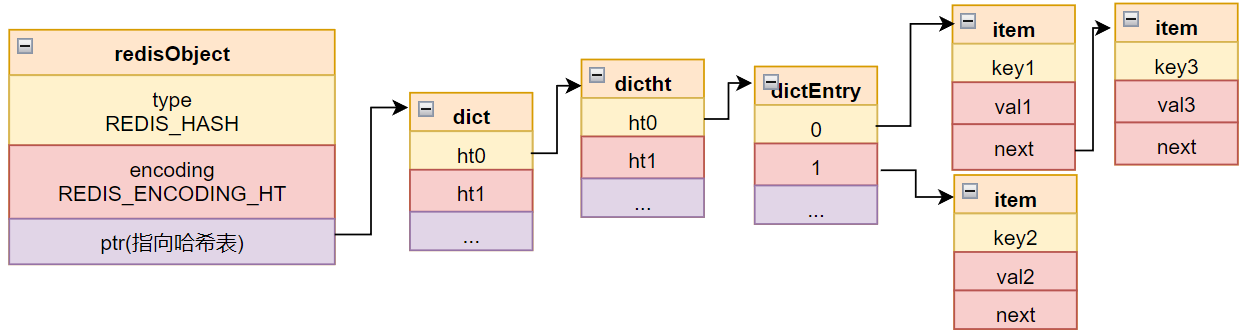 redisObject
type
REDIS_HASH
encoding
REDIS_ENCODING_HT
ptr(指向哈希表)
dict
ht0
ht1
...
dictht
ht0
ht1
...
dictEntry
0
1
...
item
key1
val1
next
item
key3
val3
next
item
key2
val2
next